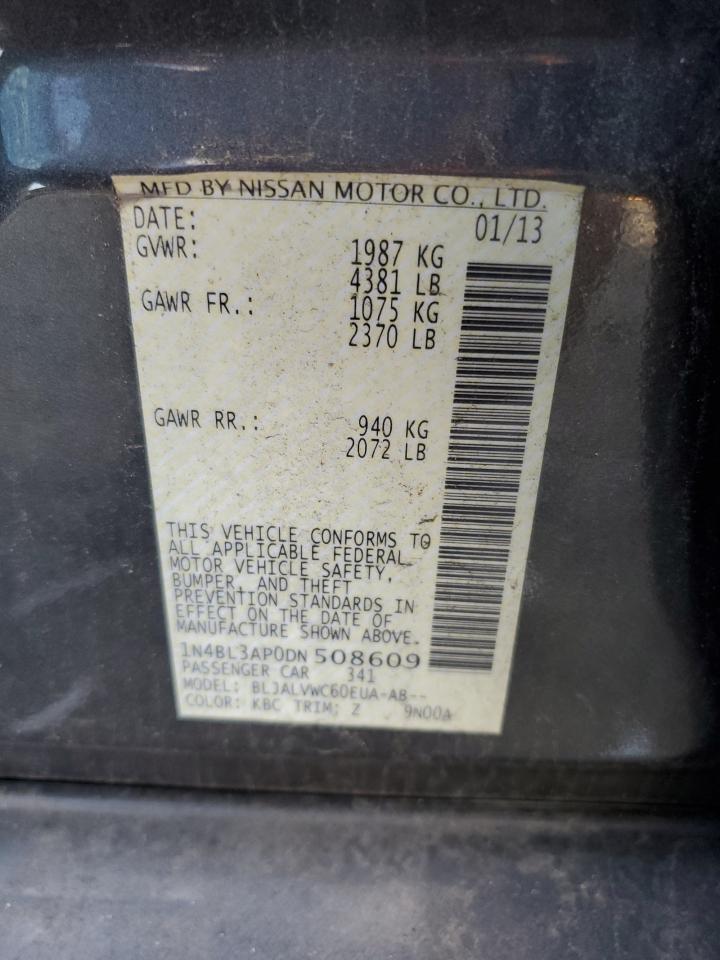 MFD BY NISSAN MOTOR CO., LTD.
DATE: 01/13
GVWR: 1987 KG
4381 LB
GAWR FR.: 1075 KG
2370 LB
GAWR RR.: 940 KG
2072 LB
THIS VEHICLE CONFORMS TO
ALL APPLICABLE FEDERAL
MOTOR VEHICLE SAFETY,
BUMPER, AND THEFT
PREVENTION STANDARDS IN
EFFECT ON THE DATE OF
MANUFACTURE SHOWN ABOVE.
1N4BL3AP0DN 508609
PASSENGER CAR 341
MODEL: BLJALVWC60EUA-AB--
COLOR: KBC TRIM: Z 9N00A